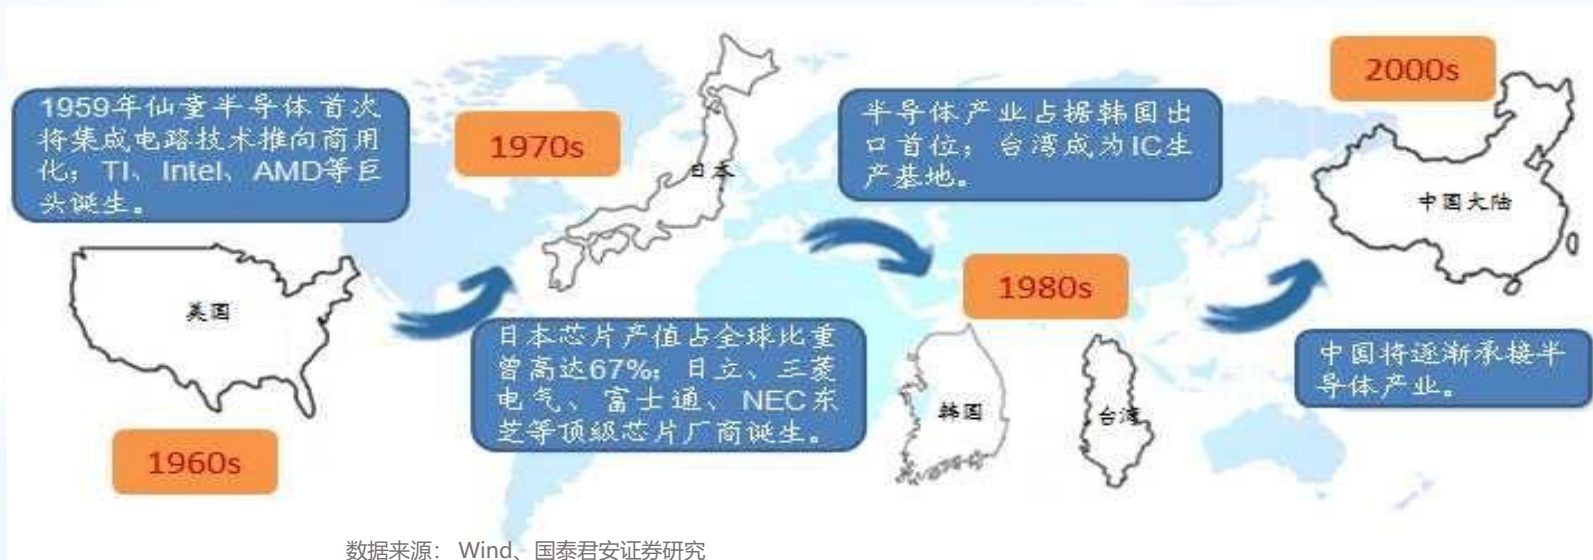 1959年仙童半导体首次
将集成电路技术推向商用
化；TI、Intel、AMD等巨
头诞生。
美国
1960s
1970s
日本
日本芯片产值占全球比重
曾高达67%；日立、三菱
电气、富士通、NEC东
芝等顶级芯片厂商诞生。
半导体产业占据韩国出
口首位；台湾成为IC生
产基地。
1980s
韩国
台湾
2000s
中国大陆
中国将逐渐承接半
导体产业。
数据来源： Wind、国泰君安证券研究